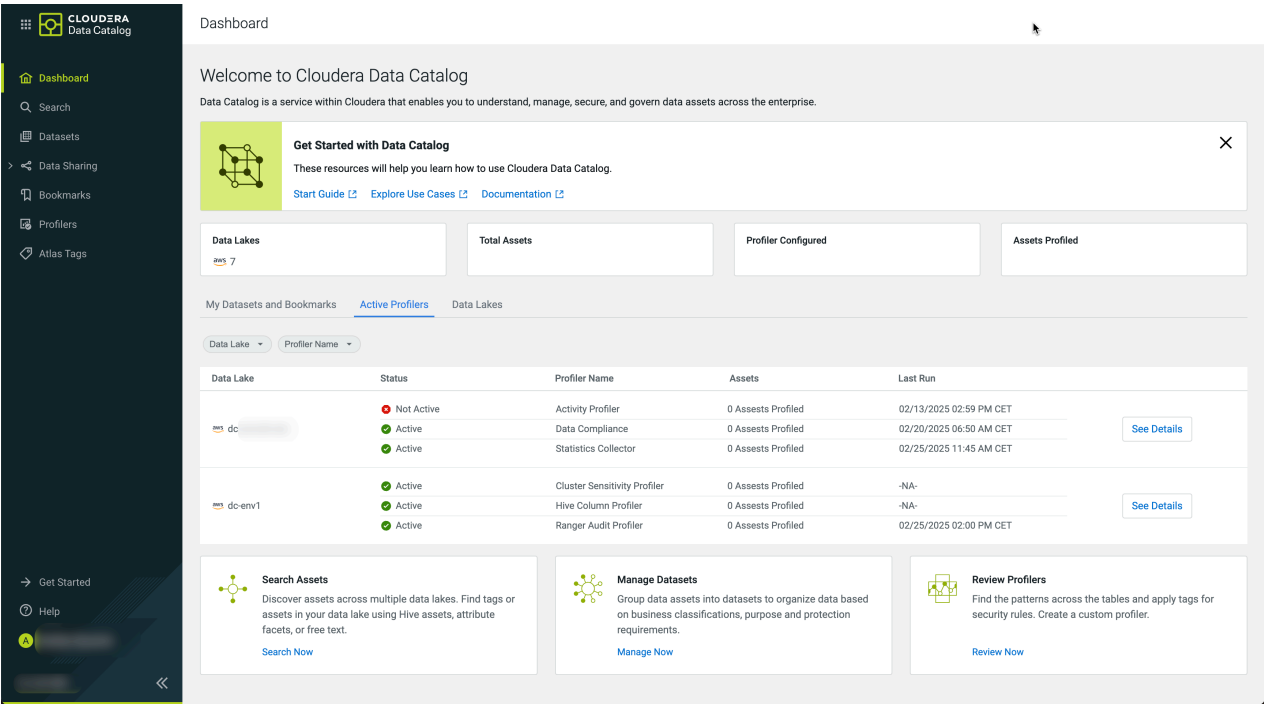 CLOUDERA
Data Catalog
Dashboard
Search
Datasets
Data Sharing
Bookmarks
Profilers
Atlas Tags
Get Started
Help
A
Dashboard
Welcome to Cloudera Data Catalog
Data Catalog is a service within Cloudera that enables you to understand, manage, secure, and govern data assets across the enterprise.
Get Started with Data Catalog
These resources will help you learn how to use Cloudera Data Catalog.
Start Guide Explore Use Cases Documentation
Data Lakes
aws 7
Total Assets
Profiler Configured
Assets Profiled
My Datasets and Bookmarks Active Profilers Data Lakes
Data Lake Profiler Name
Data Lake Status Profiler Name Assets Last Run
aws dc
Not Active Activity Profiler 0 Assests Profiled 02/13/2025 02:59 PM CET
Active Data Compliance 0 Assests Profiled 02/20/2025 06:50 AM CET
Active Statistics Collector 0 Assests Profiled 02/25/2025 11:45 AM CET
See Details
aws dc-env1
Active Cluster Sensitivity Profiler 0 Assests Profiled -NA-
Active Hive Column Profiler 0 Assests Profiled -NA-
Active Ranger Audit Profiler 0 Assests Profiled 02/25/2025 02:00 PM CET
See Details
Search Assets
Discover assets across multiple data lakes. Find tags or
assets in your data lake using Hive assets, attribute
facets, or free text.
Search Now
Manage Datasets
Group data assets into datasets to organize data based
on business classifications, purpose and protection
requirements.
Manage Now
Review Profilers
Find the patterns across the tables and apply tags for
security rules. Create a custom profiler.
Review Now